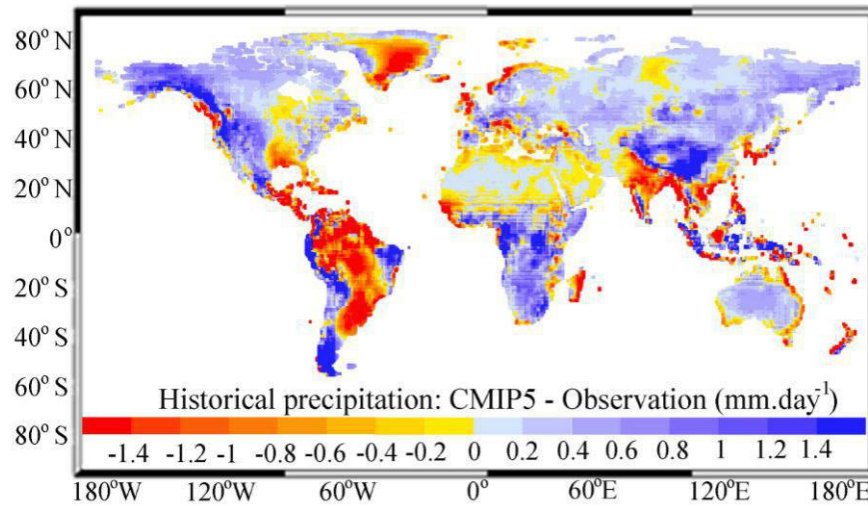 80° N
60° N
40° N
20° N
0°
20° S
40° S
60° S
80° S
Historical precipitation: CMIP5 - Observation (mm.day⁻¹)
-1.4 -1.2 -1 -0.8 -0.6 -0.4 -0.2 0 0.2 0.4 0.6 0.8 1 1.2 1.4
180°W 120°W 60°W 0° 60°E 120°E 180°E